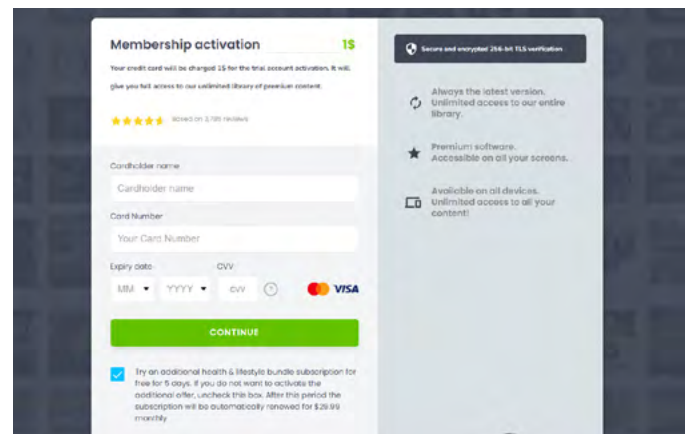 Membership activation 1$
Your credit card will be charged 1$ for the trial account activation. It will
give you full access to our unlimited library of premium content
Based on 3,785 reviews
Cardholder name
Cardholder name
Card Number
Your Card Number
Expiry date CVV
MM YYYY CVV ? VISA
CONTINUE
Try an additional health & lifestyle bundle subscription for
free for 5 days. If you do not want to activate the
additional offer, uncheck this box. After this period the
subscription will be automatically renowed for $29.99
monthly
Secure and encrypted 256-bit TLS verification
Always the latest version.
Unlimited access to our entire
library.
Premium software.
Accessible on all your screens.
Available on all devices.
Unlimited access to all your
content!